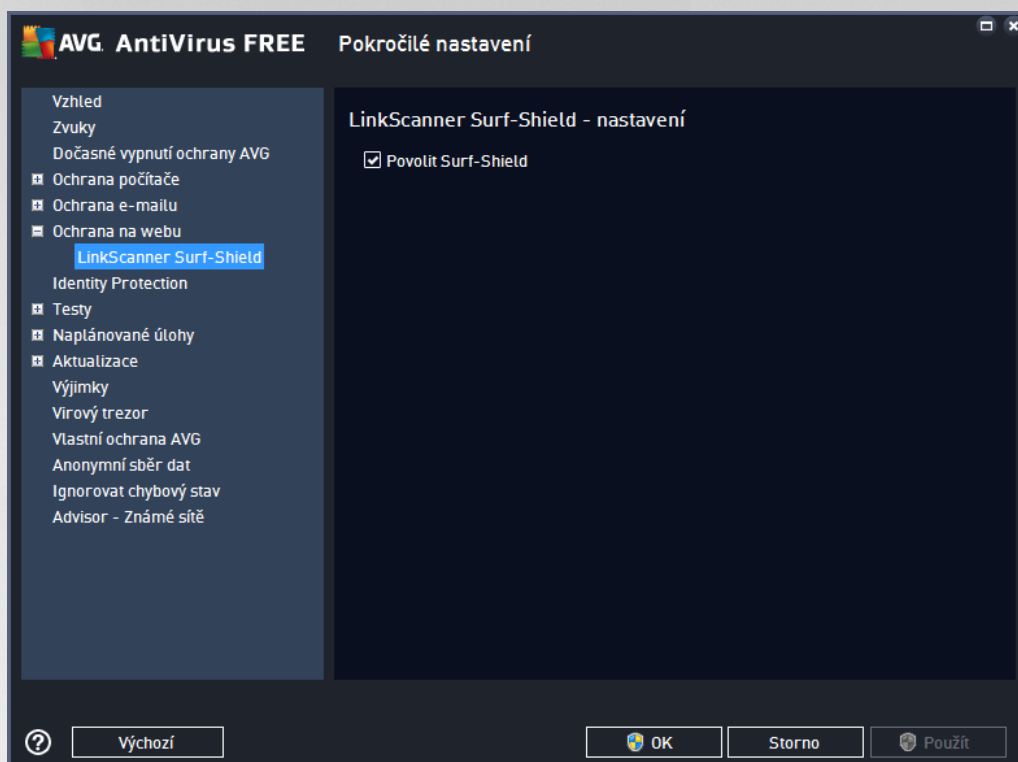 AVG. AntiVirus FREE
Pokročilé nastavení
Vzhled
Zvuky
Dočasné vypnutí ochrany AVG
Ochrana počítače
Ochrana e-mailu
Ochrana na webu
LinkScanner Surf-Shield
Identity Protection
Testy
Naplánované úlohy
Aktualizace
Výjimky
Virový trezor
Vlastní ochrana AVG
Anonymní sběr dat
Ignorovat chybový stav
Advisor - Známé sítě
LinkScanner Surf-Shield - nastavení
Povolit Surf-Shield
Výchozí
OK
Storno
Použít